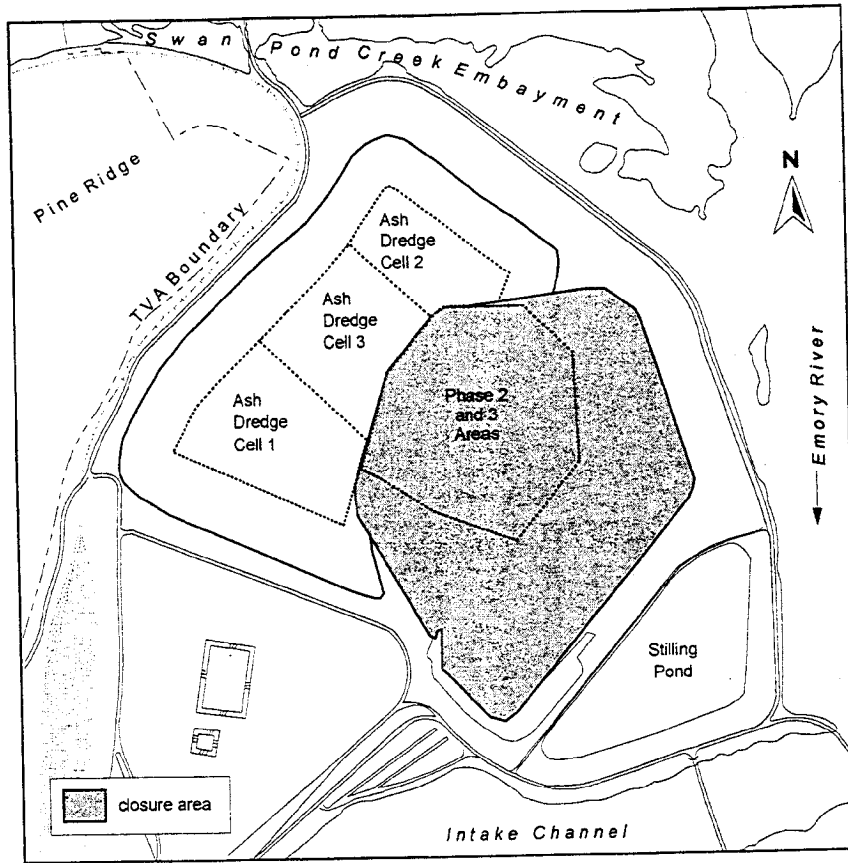 Swan Pond Creek Embayment
Pine Ridge
TVA Boundary
N
Ash
Dredge
Cell 2
Ash
Dredge
Cell 3
Ash
Dredge
Cell 1
Phase 2
and 3
Areas
Emory River
Stilling
Pond
closure area
Intake Channel